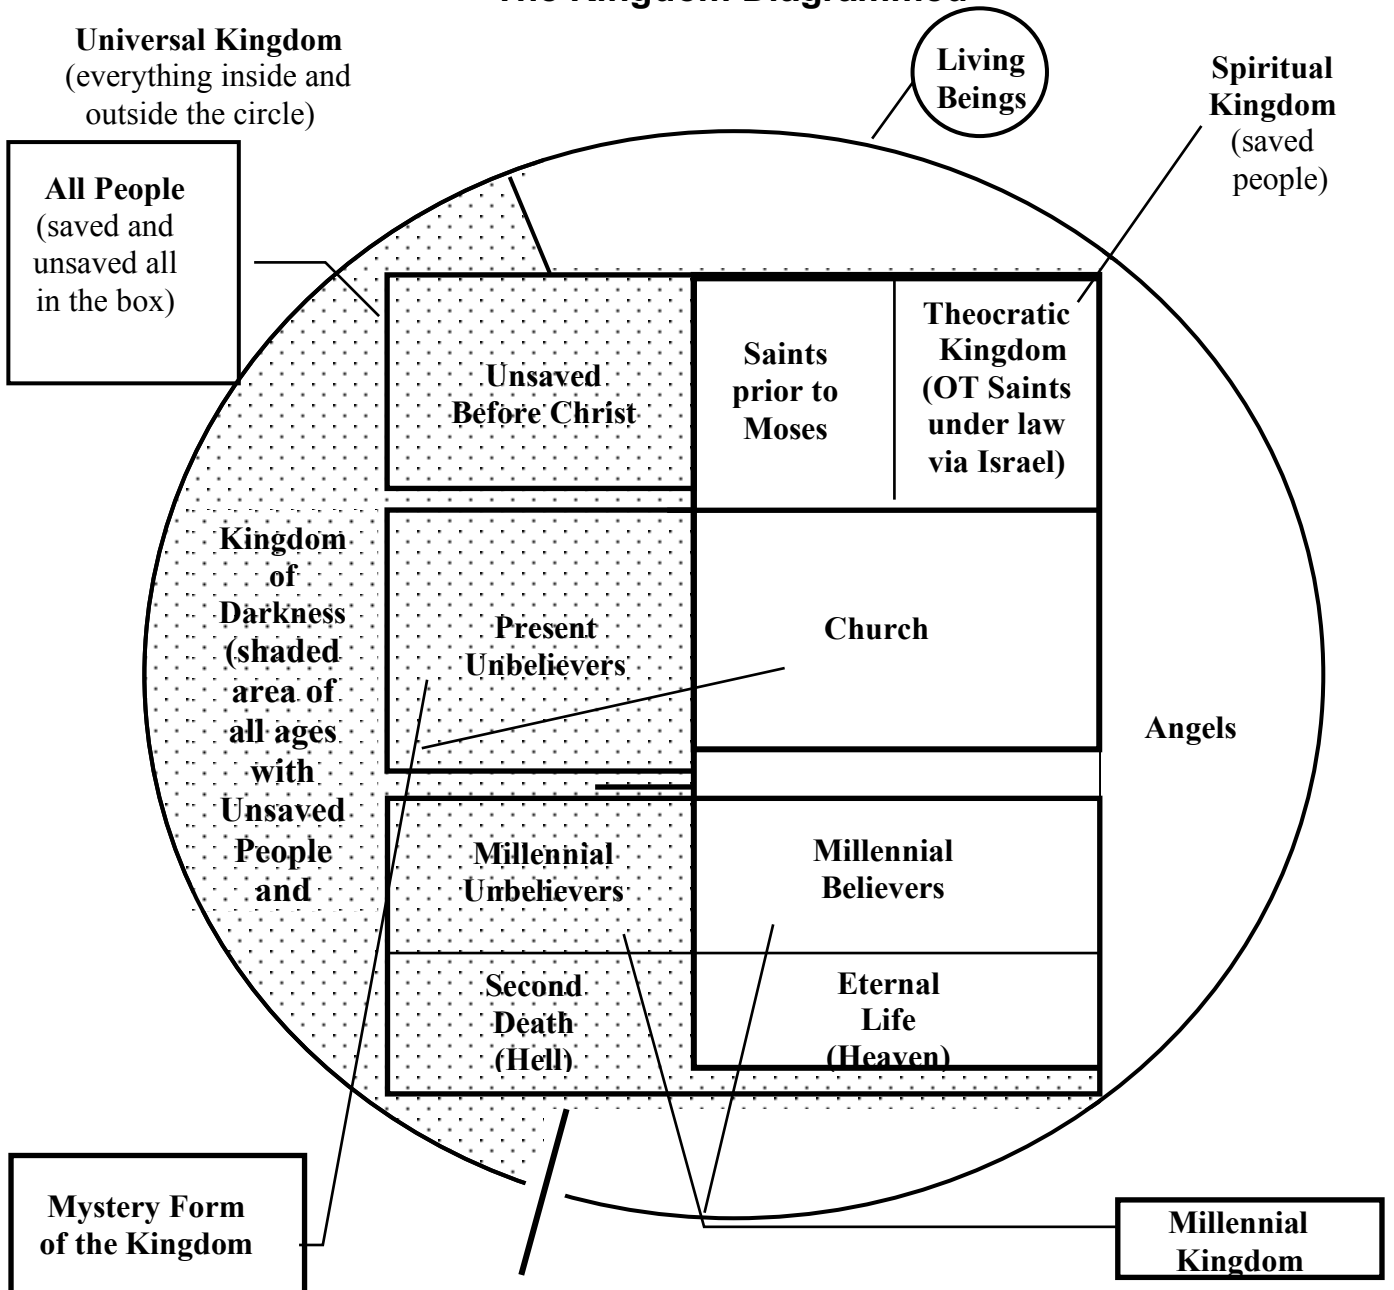 The Kingdom Diagrammed
Universal Kingdom
(everything inside and
outside the circle)
Living
Beings
Spiritual
Kingdom
(saved
people)
All People
(saved and
unsaved all
in the box)
Unsaved
Before Christ
Saints
prior to
Moses
Theocratic
Kingdom
(OT Saints
under law
via Israel)
Kingdom
of
Darkness
(shaded
area of
all ages
with
Unsaved
People
and
Present
Unbelievers
Church
Angels
Millennial
Unbelievers
Millennial
Believers
Second
Death
(Hell)
Eternal
Life
(Heaven)
Mystery Form
of the Kingdom
Millennial
Kingdom